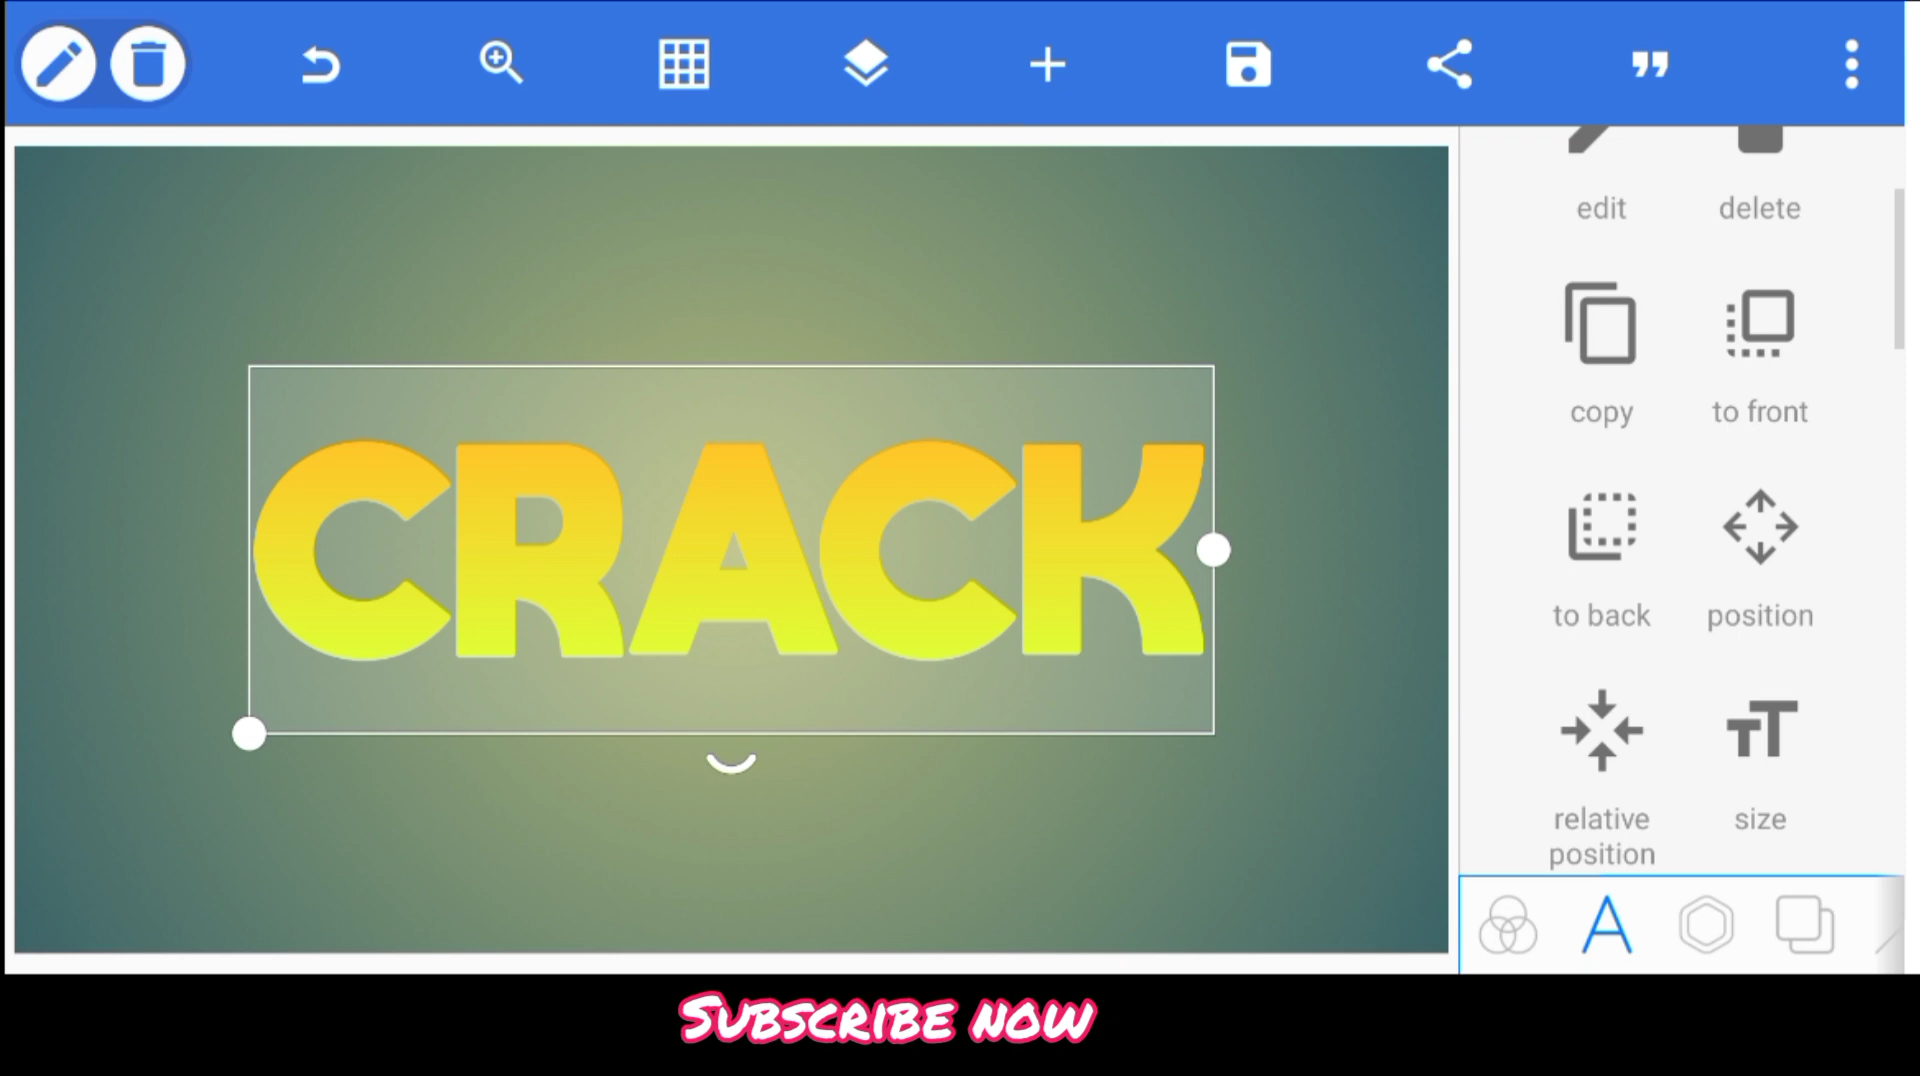 edit
delete
copy
to front
CRACK
to back
position
relative
position
size
Subscribe now